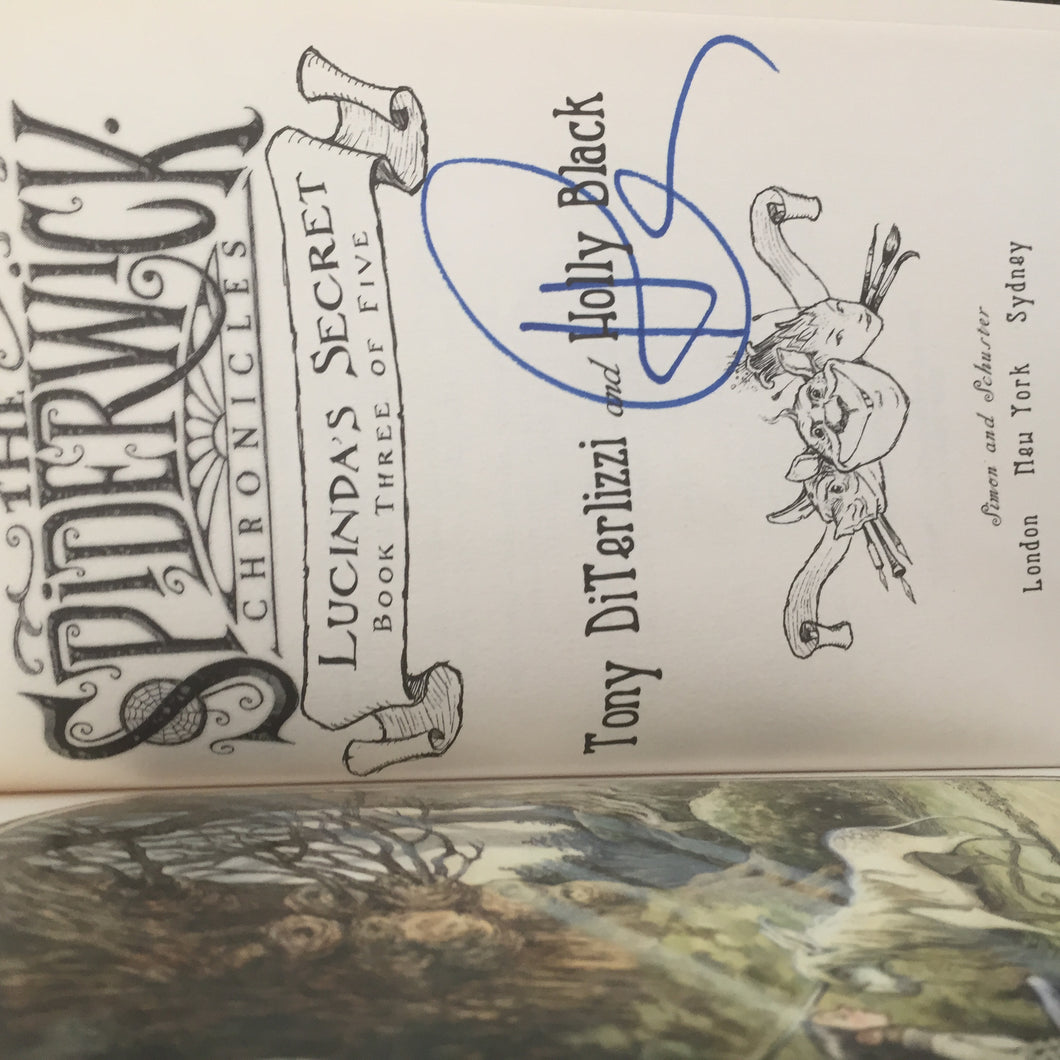 THE
SPIDERWICK.
CHRONICLES
LUCINDA'S SECRET
BOOK THREE OF FIVE
Tony DiTerlizzi and Holly Black
Simon and Schuster
London New York Sydney